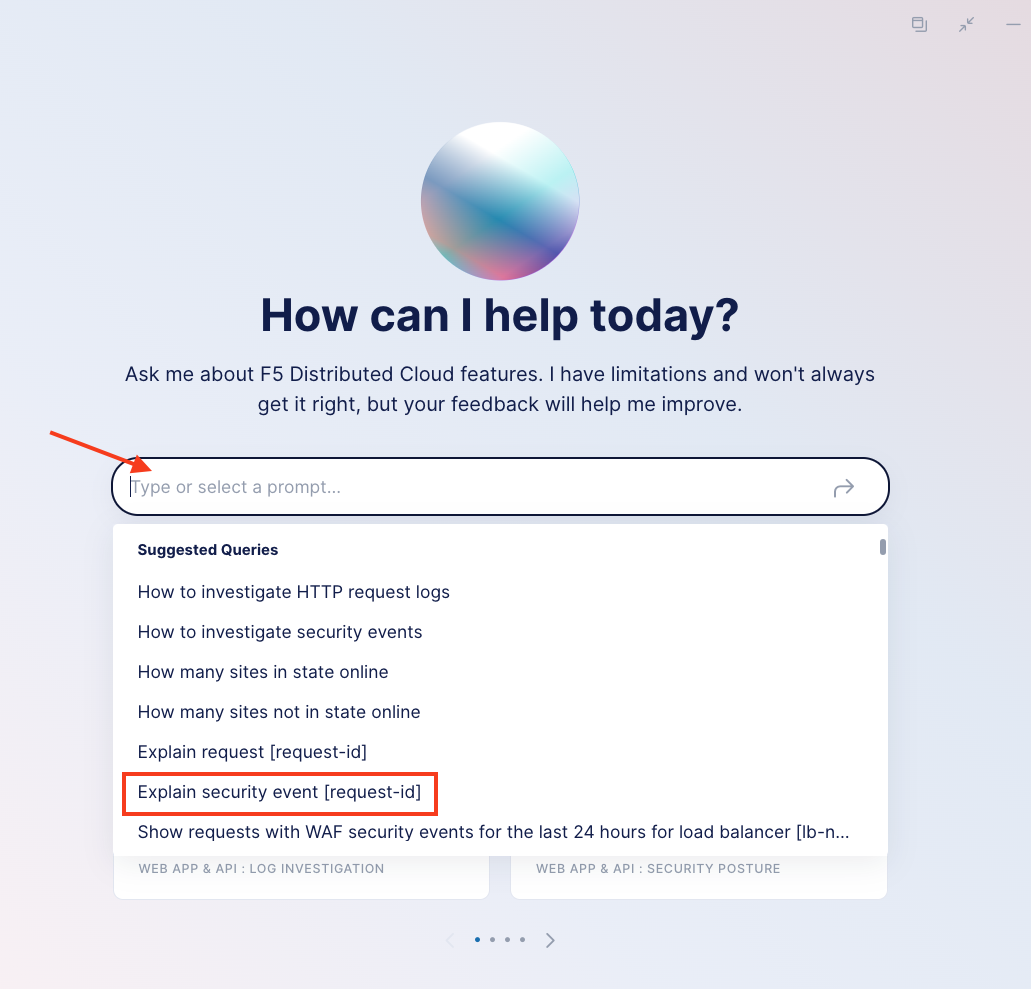 How can I help today?
Ask me about F5 Distributed Cloud features. I have limitations and won't always
get it right, but your feedback will help me improve.
Type or select a prompt...
Suggested Queries
How to investigate HTTP request logs
How to investigate security events
How many sites in state online
How many sites not in state online
Explain request [request-id]
Explain security event [request-id]
Show requests with WAF security events for the last 24 hours for load balancer [lb-n...
WEB APP & API : LOG INVESTIGATION
WEB APP & API : SECURITY POSTURE